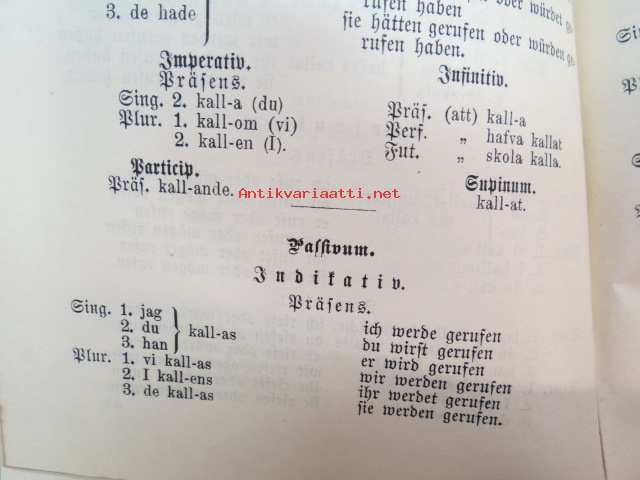 3. de hade
rufen haben
sie hätten gerufen oder würden ge-
rufen haben.
Imperativ.
Präsens.
Sing. 2. kall-a (du)
Plur. 1. kall-om (vi)
2. kall-en (I).
Particip.
Präs. kall-ande.
Infinitiv.
Präs. (att) kall-a
Perf. „ hafva kallat
Fut. „ skola kalla.
Supinum.
kall-at.
Antikvariaatti.net
Passivum.
Indikativ.
Präsens.
Sing. 1. jag
2. du } kall-as
3. han
Plur. 1. vi kall-as
2. I kall-ens
3. de kall-as
ich werde gerufen
du wirst gerufen
er wird gerufen
wir werden gerufen
ihr werdet gerufen
sie werden gerufen.